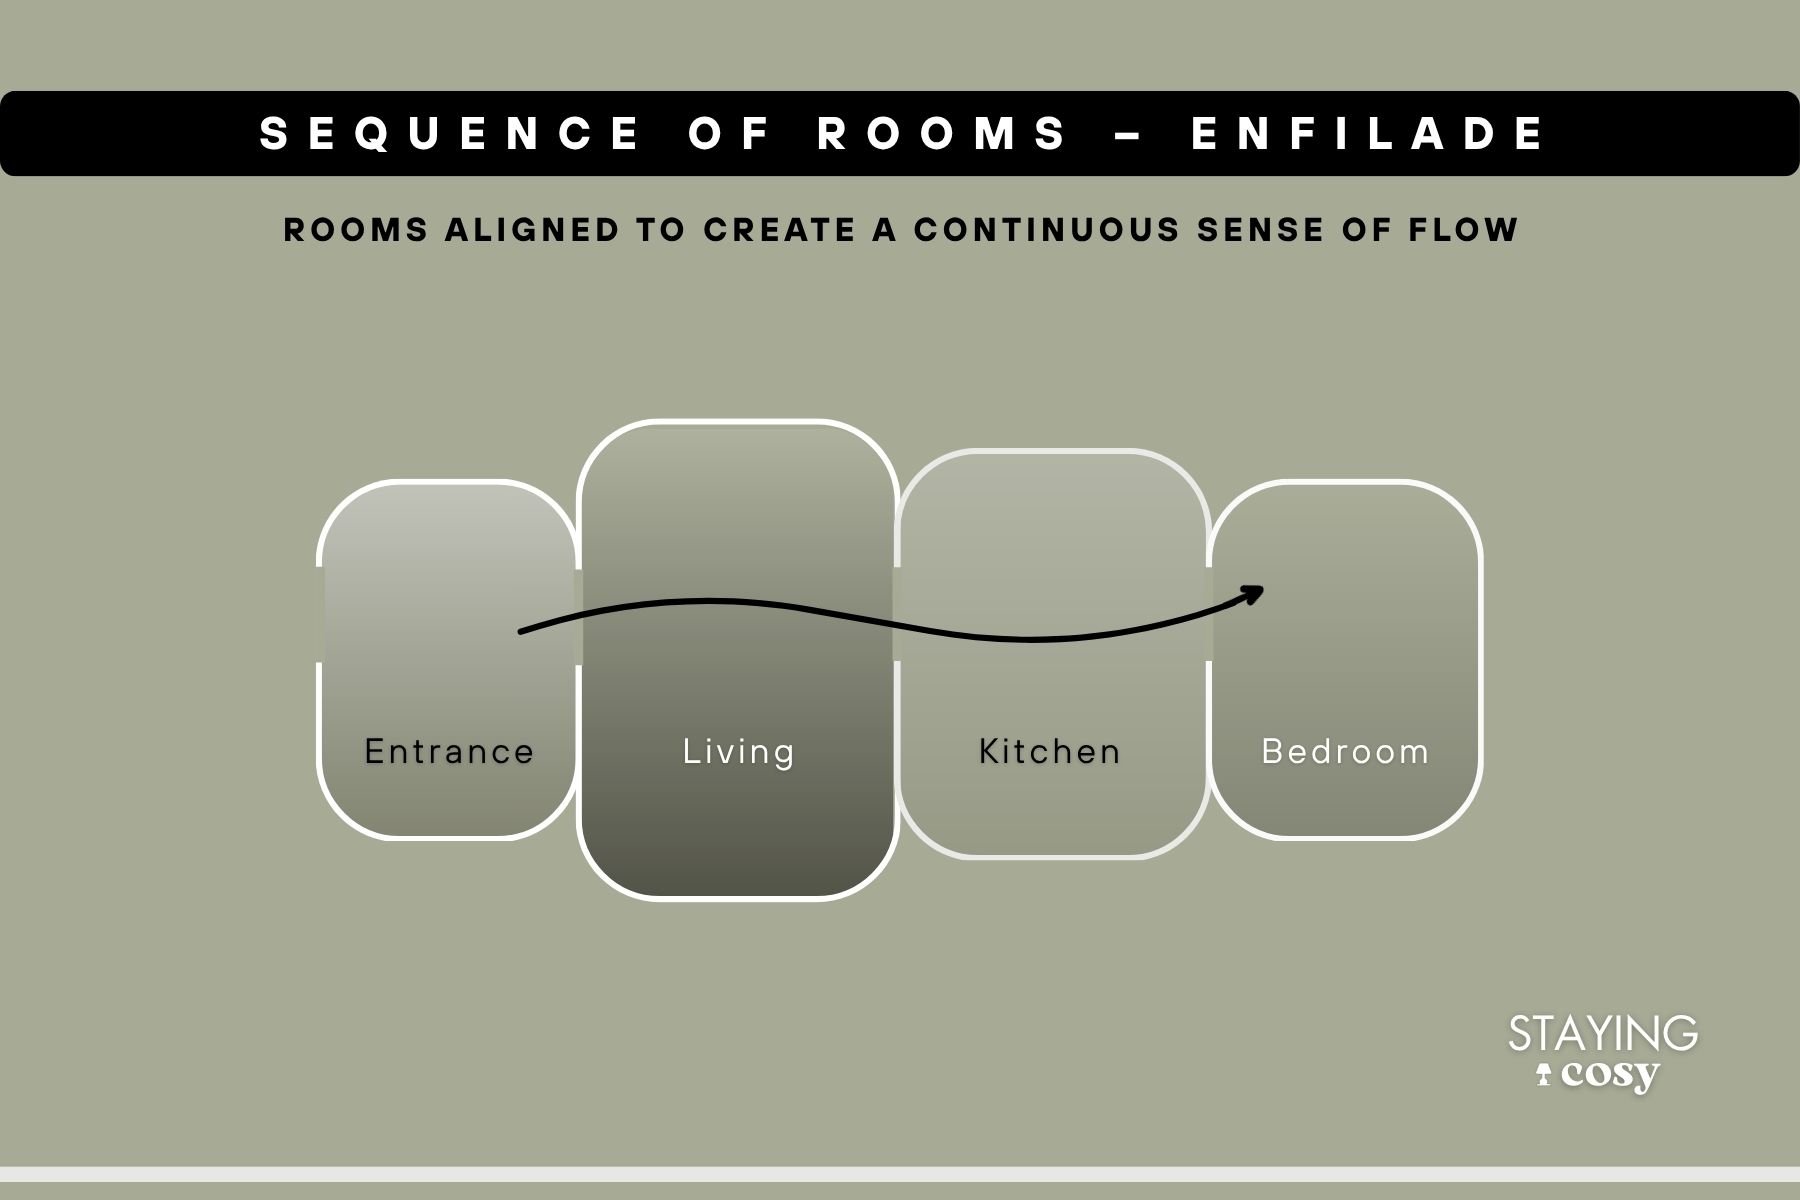 SEQUENCE OF ROOMS – ENFILADE
ROOMS ALIGNED TO CREATE A CONTINUOUS SENSE OF FLOW
Entrance
Living
Kitchen
Bedroom
STAYING
cosy